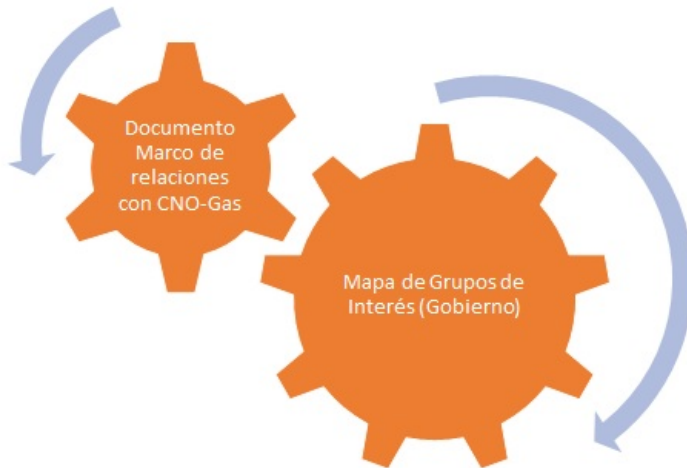 Documento
Marco de
relaciones
con CNO-Gas
Mapa de Grupos de
Interés (Gobierno)